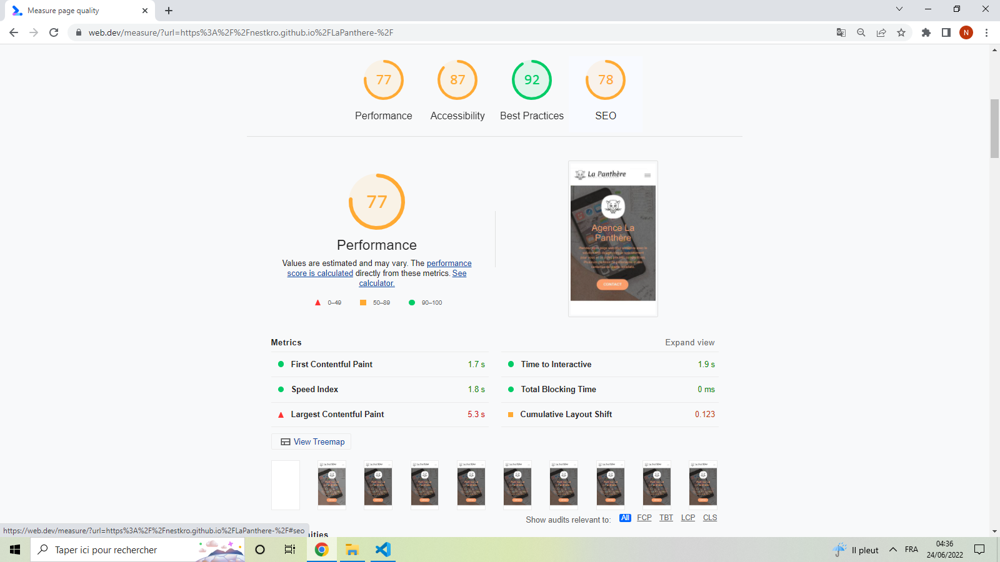 Measure page quality
web.dev/measure/?url=https%3A%2F%2Fnestkro.github.io%2FLaPanthere-%2F
N
77
87
92
78
Performance
Accessibility
Best Practices
SEO
77
Performance
Values are estimated and may vary. The performance
score is calculated directly from these metrics. See
calculator.
0–49
50–89
90–100
La Panthère
Agence La
Panthère
CONTACT
Metrics
Expand view
First Contentful Paint
1.7 s
Time to Interactive
1.9 s
Speed Index
1.8 s
Total Blocking Time
0 ms
Largest Contentful Paint
5.3 s
Cumulative Layout Shift
0.123
View Treemap
Show audits relevant to:
All
FCP
TBT
LCP
CLS
https://web.dev/measure/?url=https%3A%2F%2Fnestkro.github.io%2FLaPanthere-%2F#seo
Taper ici pour rechercher
Il pleut
FRA
04:36
24/06/2022